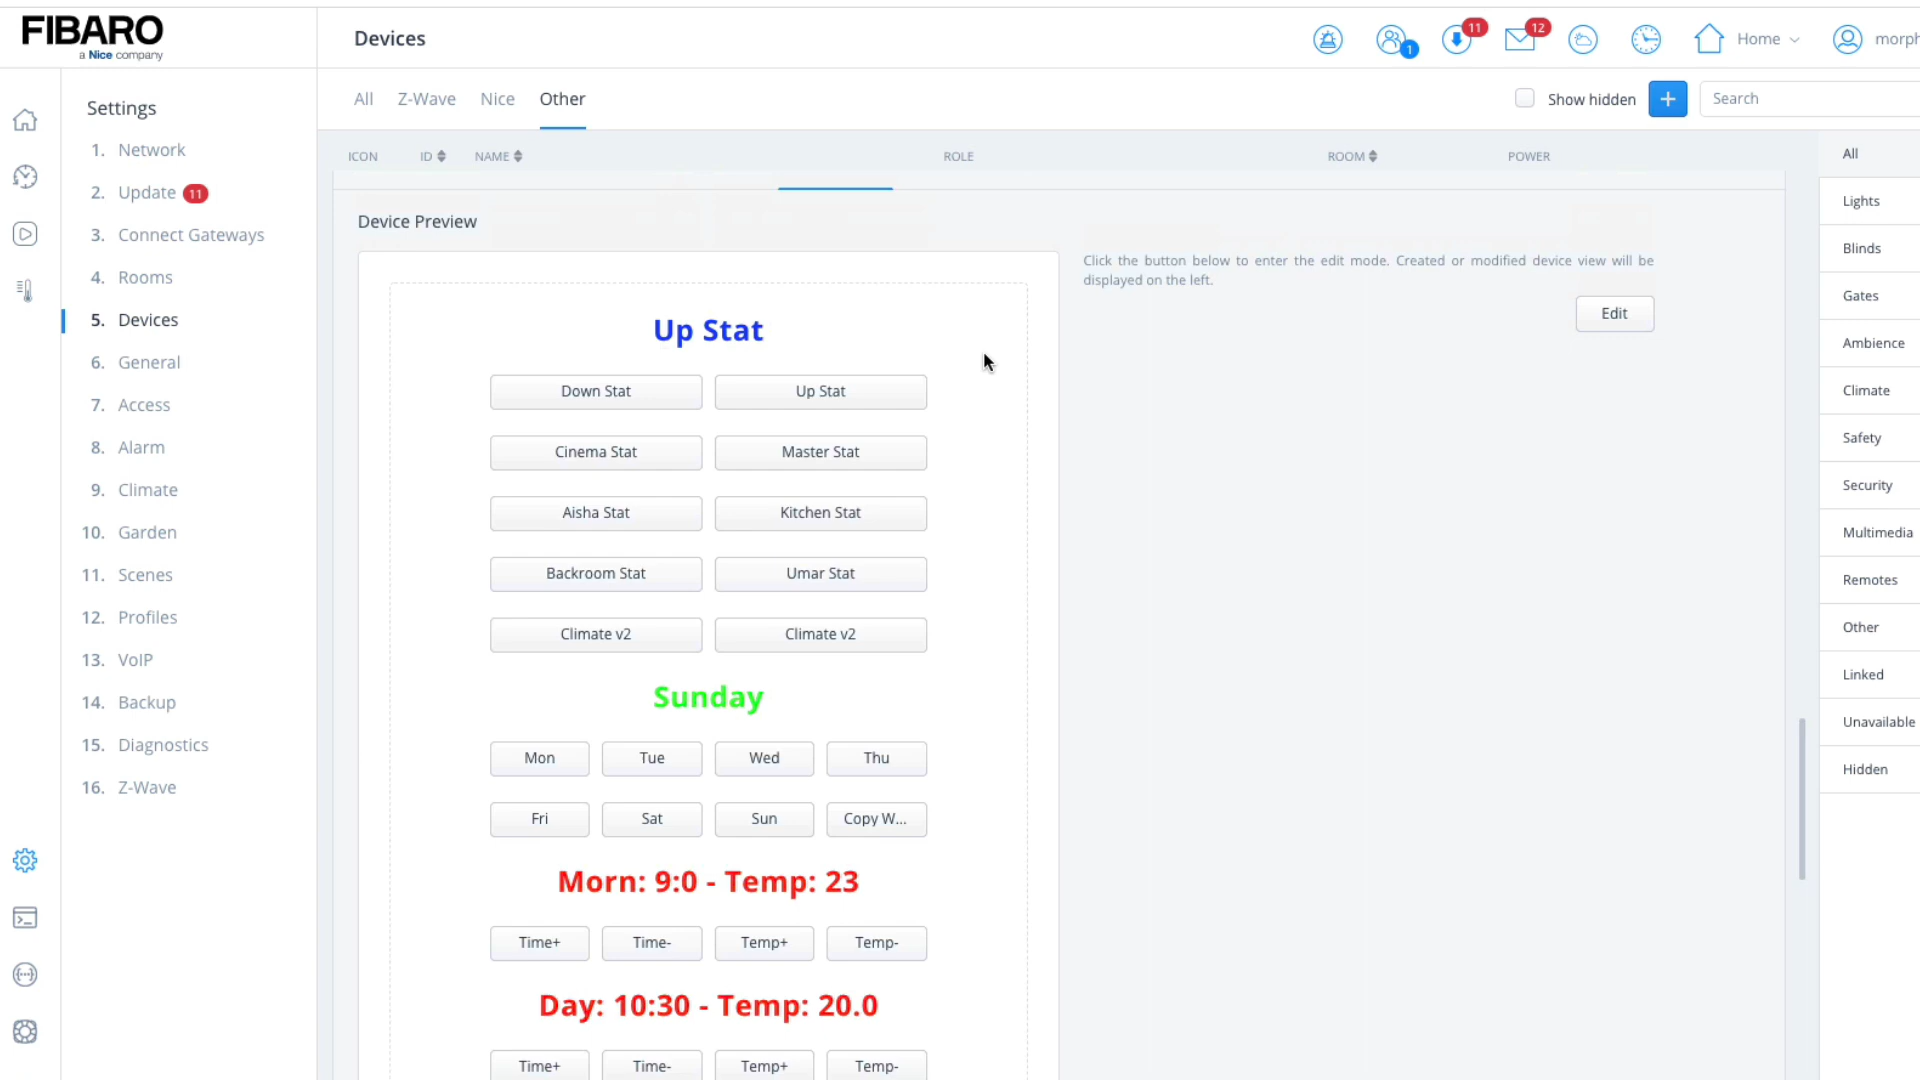 FIBARO
a Nice company
Devices
1
11
12
Home
morph
Settings
1. Network
2. Update 11
3. Connect Gateways
4. Rooms
5. Devices
6. General
7. Access
8. Alarm
9. Climate
10. Garden
11. Scenes
12. Profiles
13. VoIP
14. Backup
15. Diagnostics
16. Z-Wave
All Z-Wave Nice Other
Show hidden
+
Search
ICON ID NAME ROLE ROOM POWER
Device Preview
Click the button below to enter the edit mode. Created or modified device view will be
displayed on the left.
Edit
Up Stat
Down Stat Up Stat
Cinema Stat Master Stat
Aisha Stat Kitchen Stat
Backroom Stat Umar Stat
Climate v2 Climate v2
Sunday
Mon Tue Wed Thu
Fri Sat Sun Copy W...
Morn: 9:0 - Temp: 23
Time+ Time- Temp+ Temp-
Day: 10:30 - Temp: 20.0
Time+ Time- Temp+ Temp-
All
Lights
Blinds
Gates
Ambience
Climate
Safety
Security
Multimedia
Remotes
Other
Linked
Unavailable
Hidden